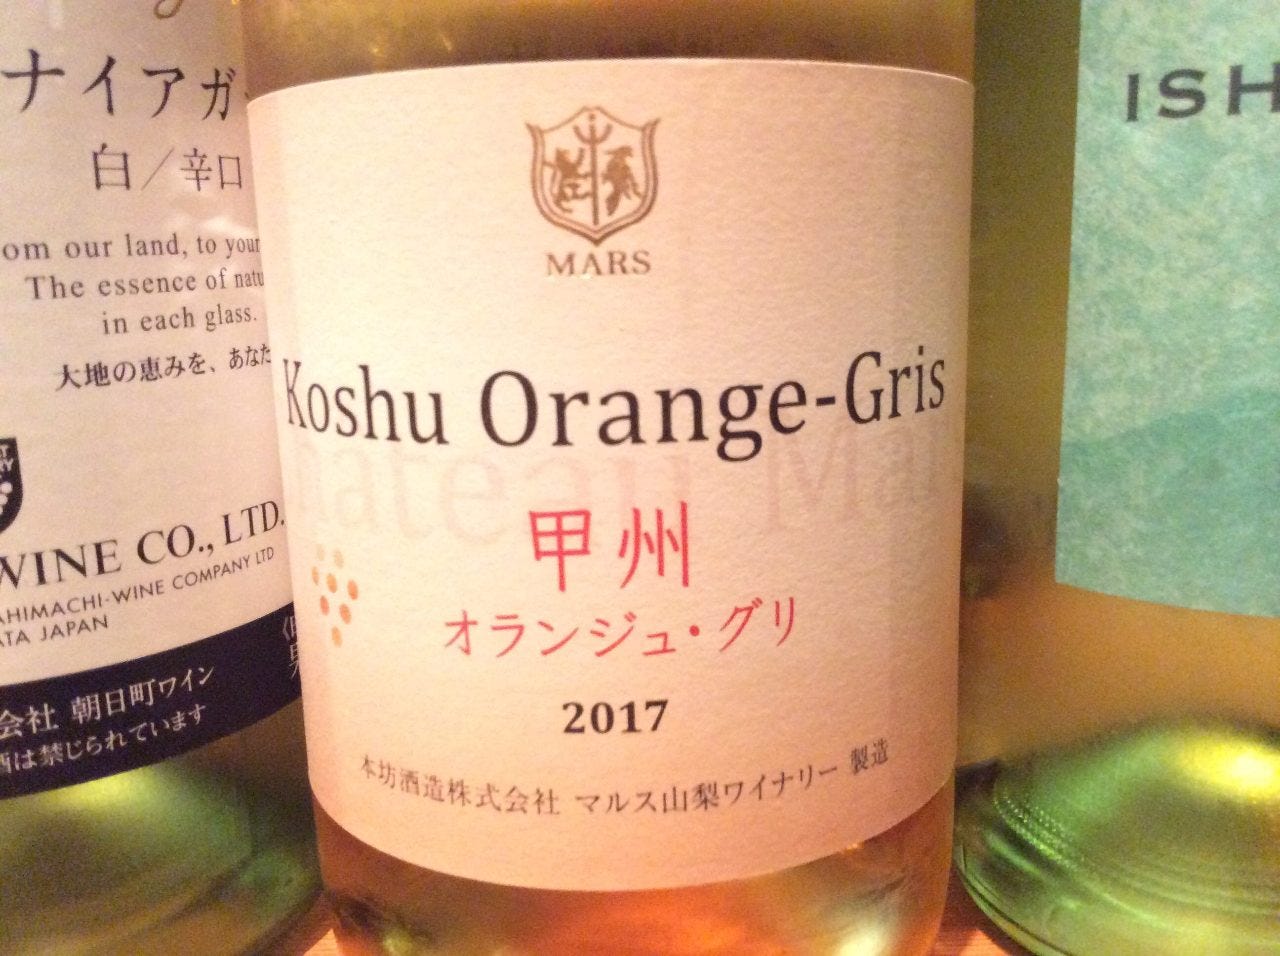 ナイアガ
白／辛口
om our land, to your
The essence of natu
in each glass.
大地の恵みを、あなた
WINE CO., LTD.
AHIMACHI-WINE COMPANY LTD
ATA JAPAN
会社 朝日町ワイン
酒は禁じられています
MARS
Koshu Orange-Gris
hateau Mar
甲州
オランジュ・グリ
2017
本坊酒造株式会社 マルス山梨ワイナリー 製造
ISH